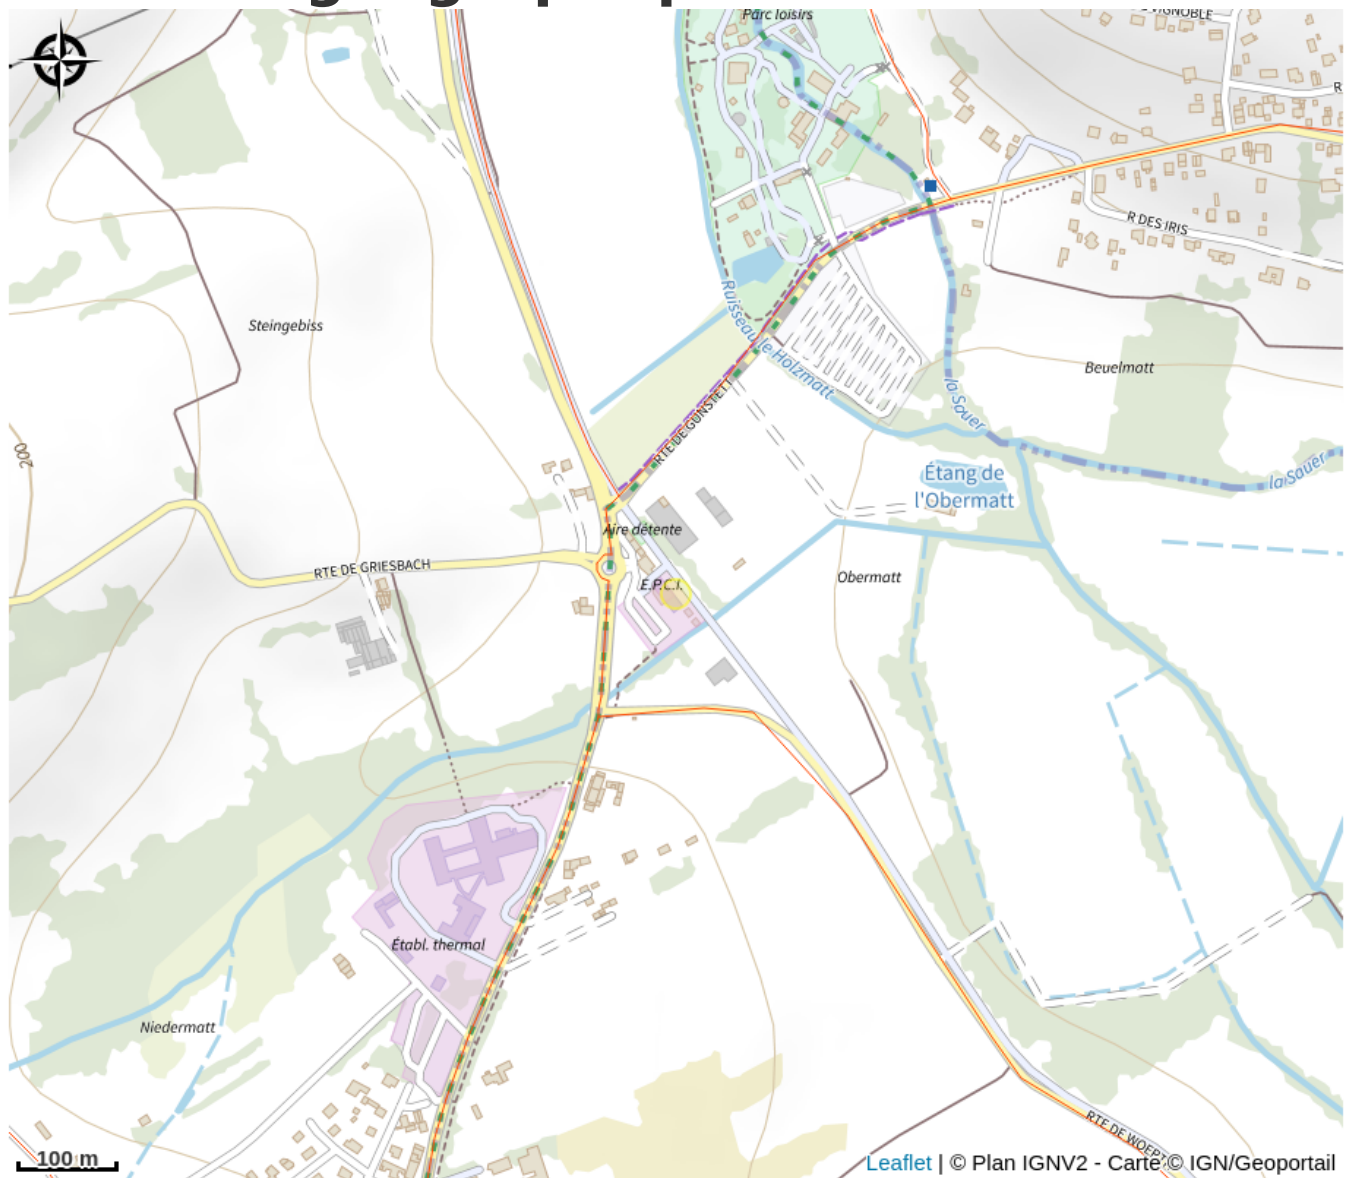 Parc loisirs
VIGNOBLE
R DES IRIS
Steingebiss
Ruisseau le Holzmatt
Beuelmatt
la Sauer
RTE DE GUNSTETT
200
Étang de
l'Obermatt
la Sauer
Aire détente
RTE DE GRIESBACH
E.P.C.I.
Obermatt
Établ. thermal
Niedermatt
RTE DE WOERT
100 m
Leaflet | © Plan IGNV2 - Carte © IGN/Geoportail